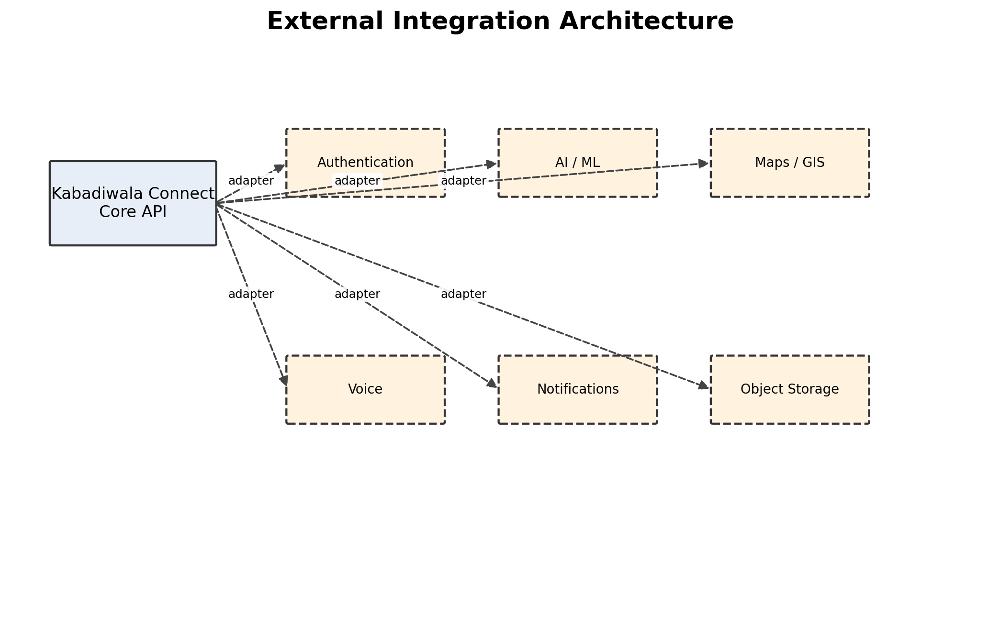 External Integration Architecture
Authentication
AI / ML
Maps / GIS
Kabadiwala Connect
Core API
adapter
adapter
adapter
adapter
adapter
adapter
Voice
Notifications
Object Storage